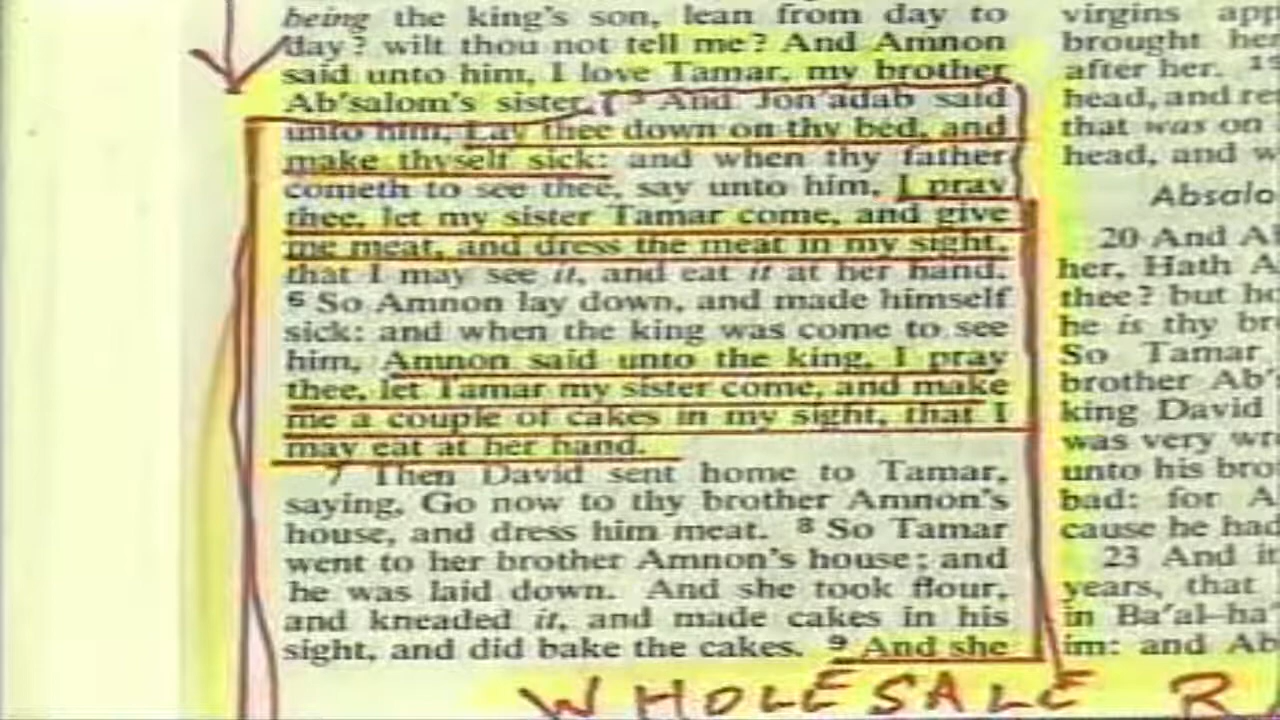 being the king's son, lean from day to
day? wilt thou not tell me? And Amnon
said unto him, I love Tamar, my brother
Ab'salom's sister. 5 And Jon'adab said
unto him, Lay thee down on thy bed, and
make thyself sick: and when thy father
cometh to see thee, say unto him, I pray
thee, let my sister Tamar come, and give
me meat, and dress the meat in my sight,
that I may see it, and eat it at her hand.
6 So Amnon lay down, and made himself
sick: and when the king was come to see
him, Amnon said unto the king, I pray
thee, let Tamar my sister come, and make
me a couple of cakes in my sight, that I
may eat at her hand.
7 Then David sent home to Tamar,
saying, Go now to thy brother Amnon's
house, and dress him meat. 8 So Tamar
went to her brother Amnon's house; and
he was laid down. And she took flour,
and kneaded it, and made cakes in his
sight, and did bake the cakes. 9 And she
virgins app
brought her
after her. 19
head, and re
that was on
head, and w
Absalo
20 And A
her, Hath A
thee? but ho
he is thy br
So Tamar
brother Ab'
king David
was very wr
unto his bro
bad: for A
cause he had
23 And it
years, that
in Ba'al-ha'
im: and Ab
WHOLESALE R